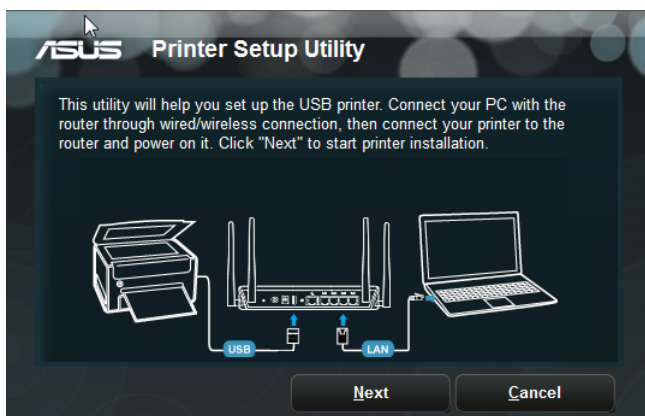 ASUS Printer Setup Utility
This utility will help you set up the USB printer. Connect your PC with the
router through wired/wireless connection, then connect your printer to the
router and power on it. Click "Next" to start printer installation.
USB
LAN
Next
Cancel